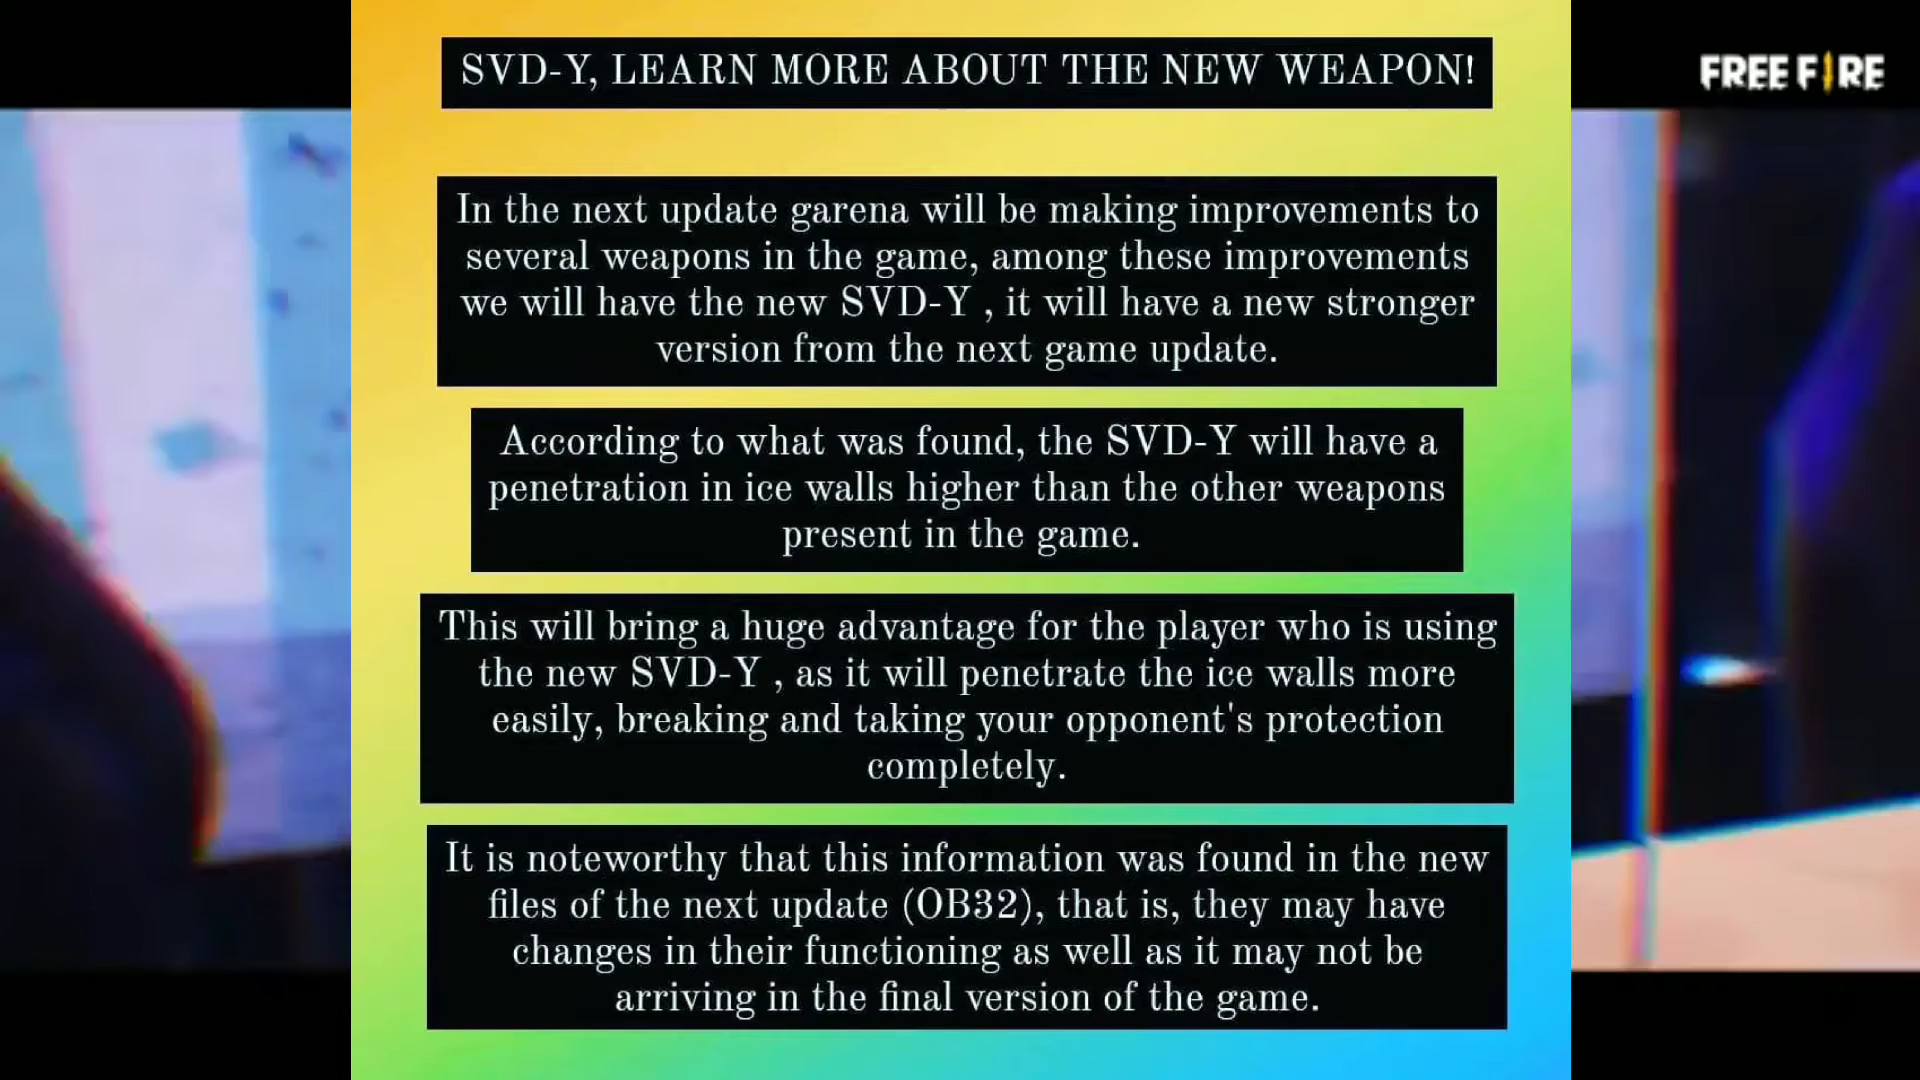 SVD-Y, LEARN MORE ABOUT THE NEW WEAPON!
FREE FIRE
In the next update garena will be making improvements to
several weapons in the game, among these improvements
we will have the new SVD-Y , it will have a new stronger
version from the next game update.
According to what was found, the SVD-Y will have a
penetration in ice walls higher than the other weapons
present in the game.
This will bring a huge advantage for the player who is using
the new SVD-Y , as it will penetrate the ice walls more
easily, breaking and taking your opponent's protection
completely.
It is noteworthy that this information was found in the new
files of the next update (OB32), that is, they may have
changes in their functioning as well as it may not be
arriving in the final version of the game.